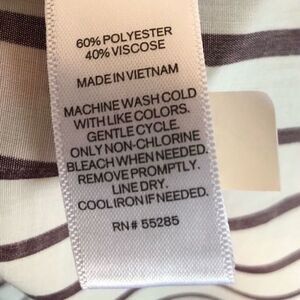 60% POLYESTER
40% VISCOSE
MADE IN VIETNAM
MACHINE WASH COLD
WITH LIKE COLORS.
GENTLE CYCLE.
ONLY NON-CHLORINE
BLEACH WHEN NEEDED.
REMOVE PROMPTLY.
LINE DRY.
COOL IRON IF NEEDED.
RN# 55285